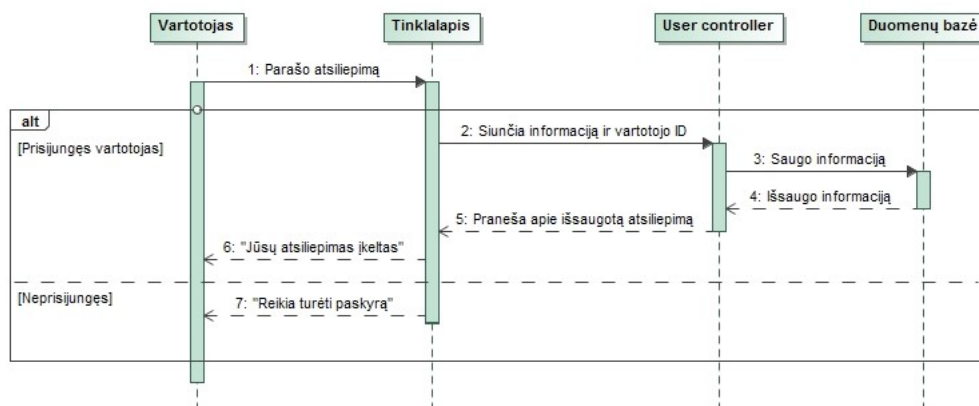 Vartotojas
Tinklalapis
User controller
Duomenų bazė
1: Parašo atsiliepimą
alt
[Prisijungęs vartotojas]
2: Siunčia informaciją ir vartotojo ID
3: Saugo informaciją
4: Išsaugo informaciją
5: Praneša apie išsaugotą atsiliepimą
6: "Jūsų atsiliepimas įkeltas"
[Neprisijungęs]
7: "Reikia turėti paskyrą"